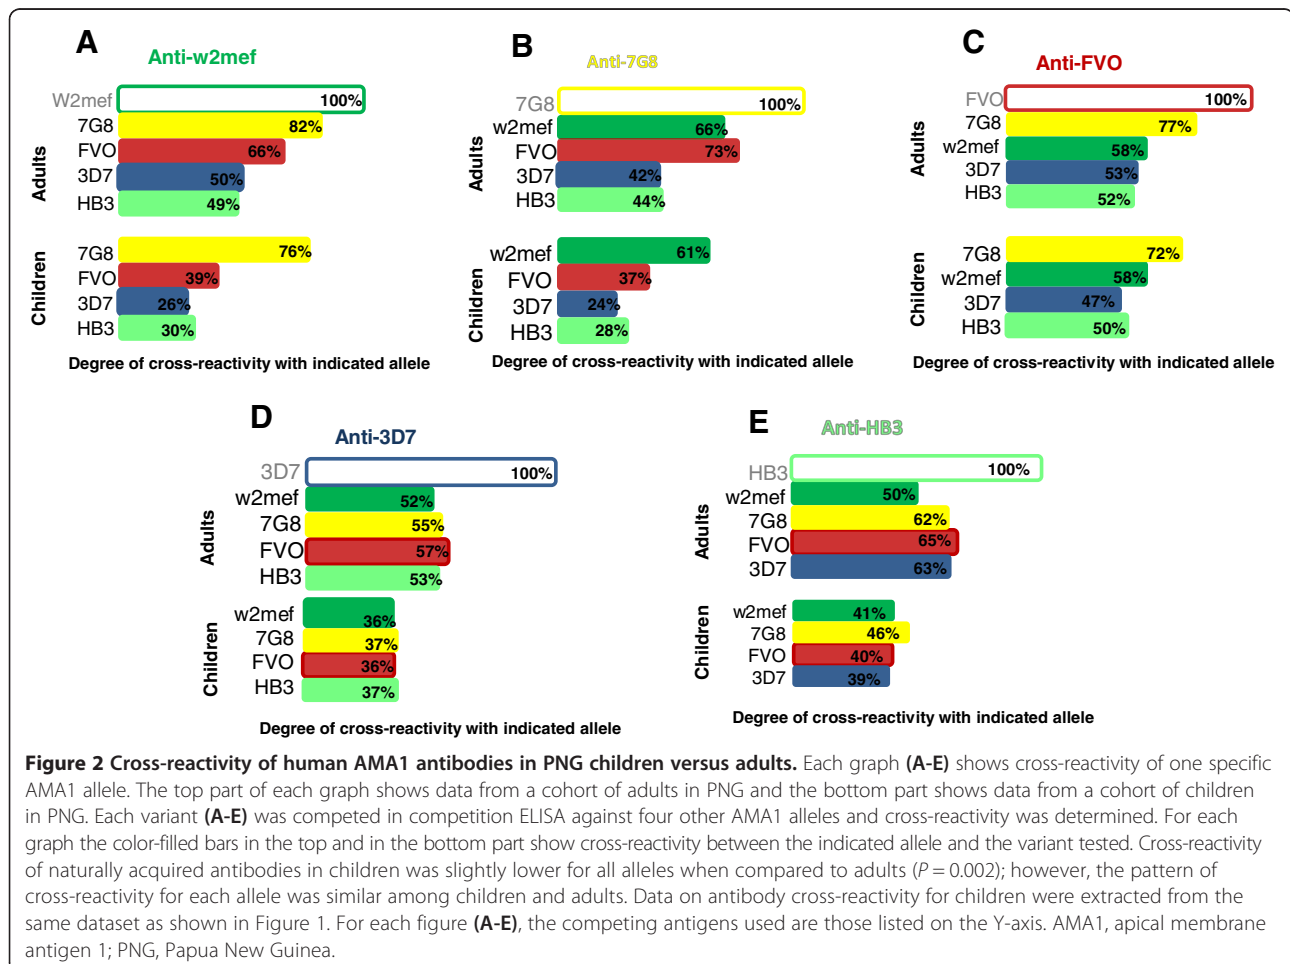 A
Anti-w2mef
W2mef 100%
7G8 82%
FVO 66%
3D7 50%
HB3 49%
Adults
7G8 76%
FVO 39%
3D7 26%
HB3 30%
Children
Degree of cross-reactivity with indicated allele
B
Anti-7G8
7G8 100%
w2mef 66%
FVO 73%
3D7 42%
HB3 44%
Adults
w2mef 61%
FVO 37%
3D7 24%
HB3 28%
Children
Degree of cross-reactivity with indicated allele
C
Anti-FVO
FVO 100%
7G8 77%
w2mef 58%
3D7 53%
HB3 52%
Adults
7G8 72%
w2mef 58%
3D7 47%
HB3 50%
Children
Degree of cross-reactivity with indicated allele
D
Anti-3D7
3D7 100%
w2mef 52%
7G8 55%
FVO 57%
HB3 53%
Adults
w2mef 36%
7G8 37%
FVO 36%
HB3 37%
Children
Degree of cross-reactivity with indicated allele
E
Anti-HB3
HB3 100%
w2mef 50%
7G8 62%
FVO 65%
3D7 63%
Adults
w2mef 41%
7G8 46%
FVO 40%
3D7 39%
Children
Degree of cross-reactivity with indicated allele
Figure 2 Cross-reactivity of human AMA1 antibodies in PNG children versus adults. Each graph (A-E) shows cross-reactivity of one specific
AMA1 allele. The top part of each graph shows data from a cohort of adults in PNG and the bottom part shows data from a cohort of children
in PNG. Each variant (A-E) was competed in competition ELISA against four other AMA1 alleles and cross-reactivity was determined. For each
graph the color-filled bars in the top and in the bottom part show cross-reactivity between the indicated allele and the variant tested. Cross-reactivity
of naturally acquired antibodies in children was slightly lower for all alleles when compared to adults (P = 0.002); however, the pattern of
cross-reactivity for each allele was similar among children and adults. Data on antibody cross-reactivity for children were extracted from the
same dataset as shown in Figure 1. For each figure (A-E), the competing antigens used are those listed on the Y-axis. AMA1, apical membrane
antigen 1; PNG, Papua New Guinea.